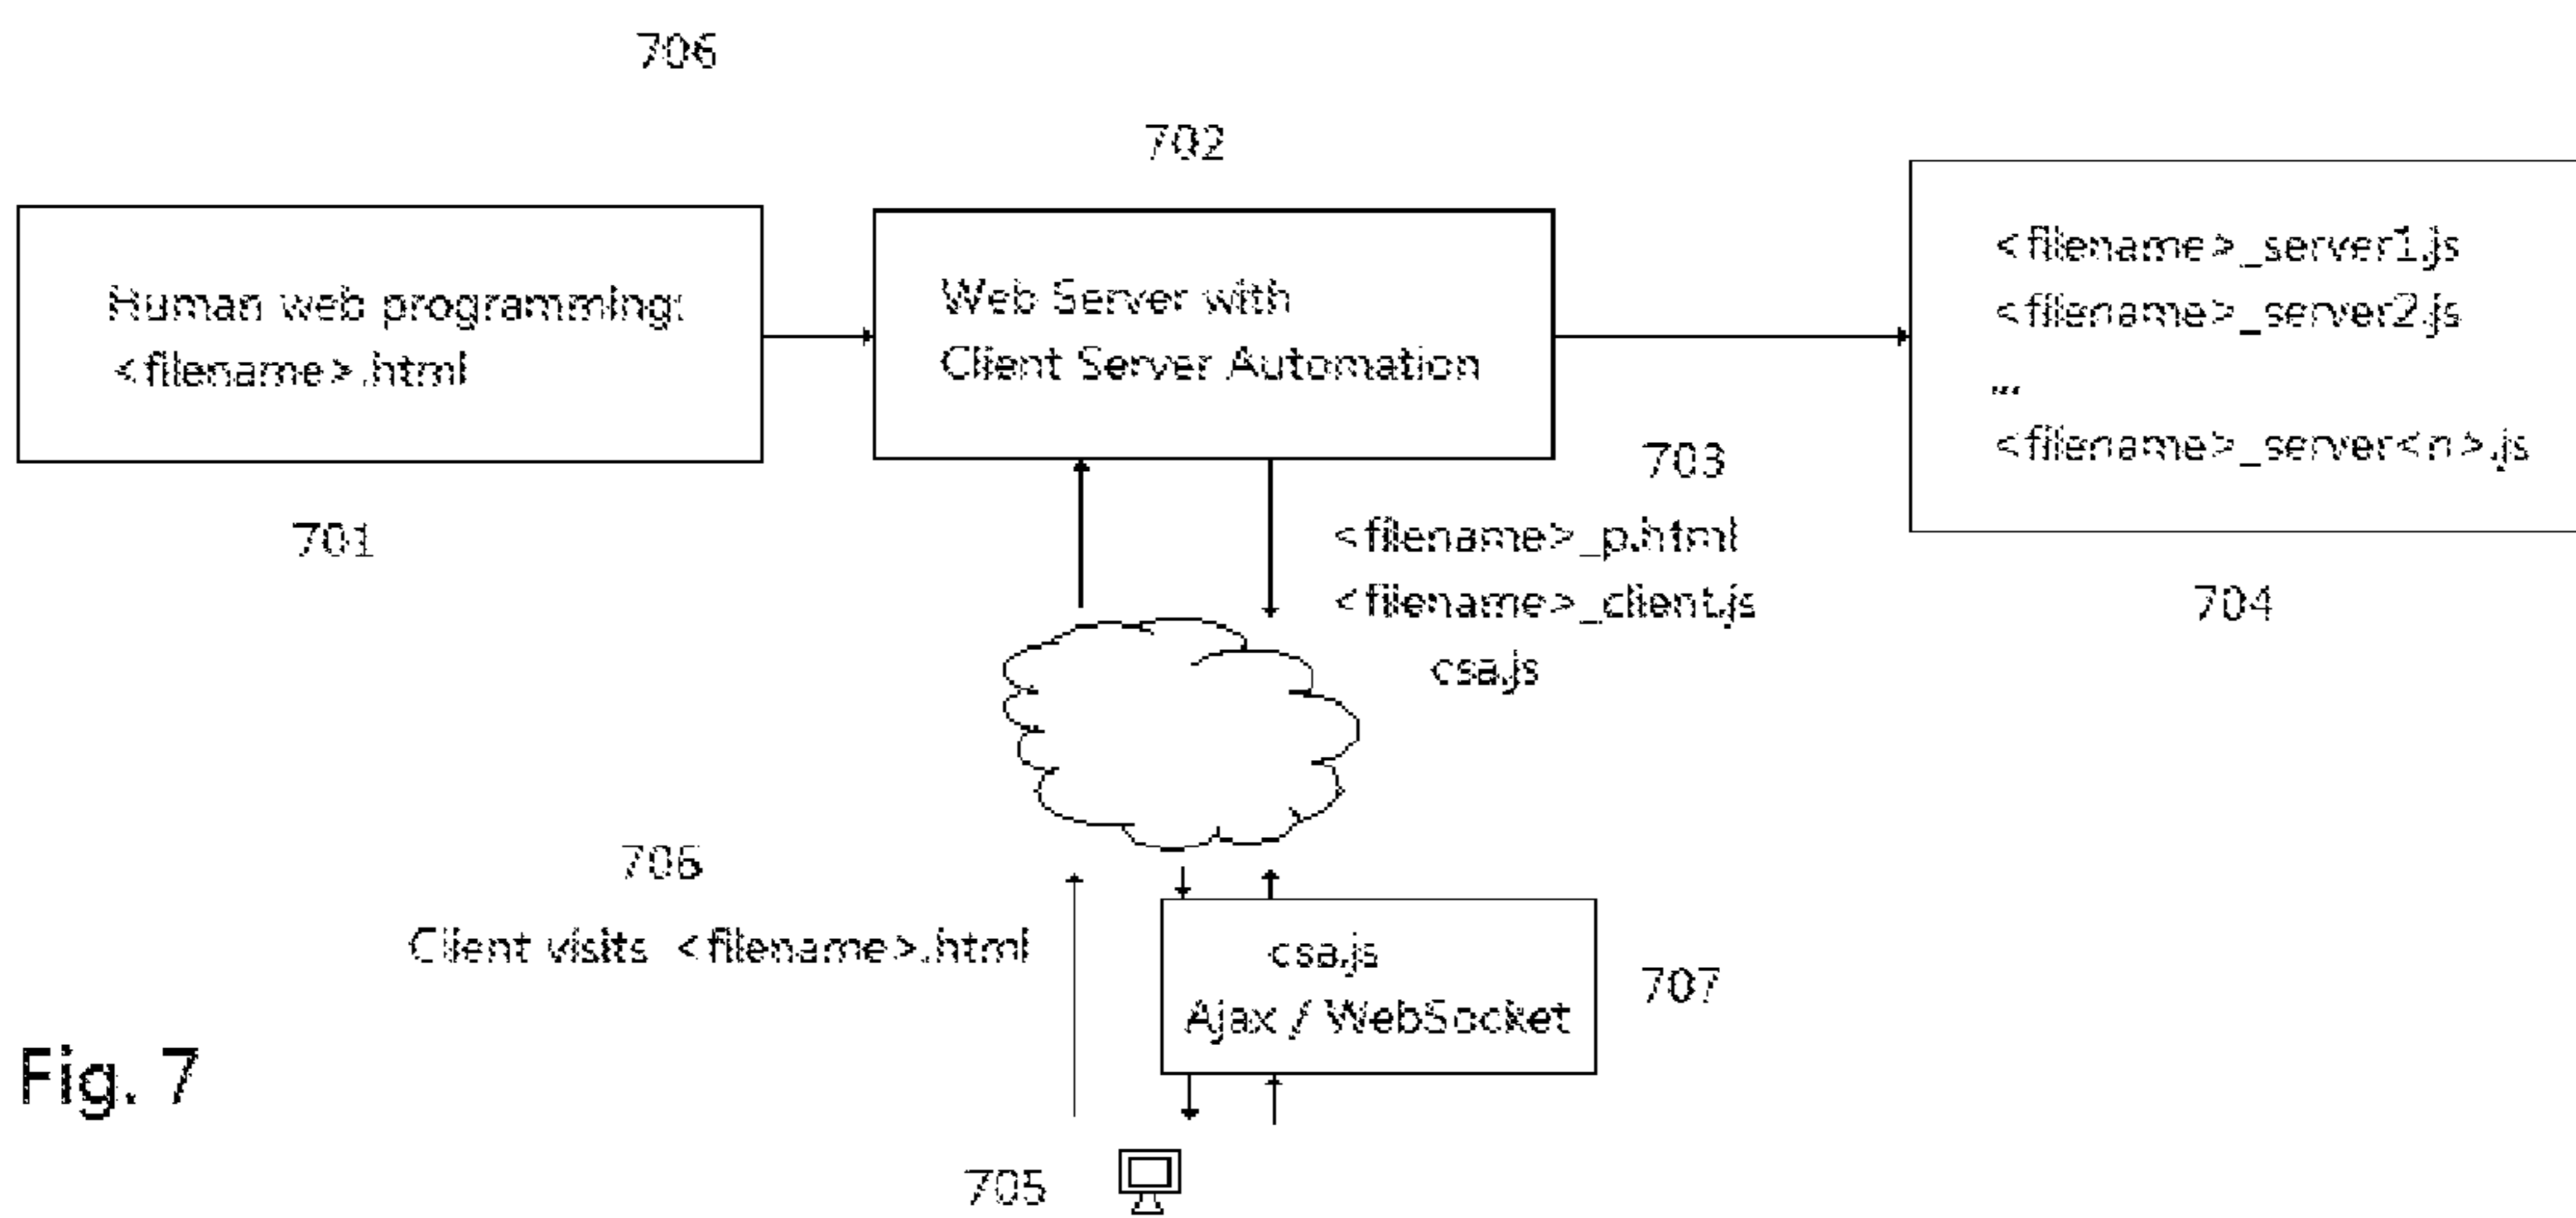 706
702
Human web programming:
<filename>.html
701
Web Server with
Client Server Automation
<filename>_server1.js
<filename>_server2.js
...
<filename>_server<n>.js
704
703
<filename>_p.html
<filename>_client.js
csa.js
706
Client visits <filename>.html
csa.js
Ajax / WebSocket
707
705
Fig. 7